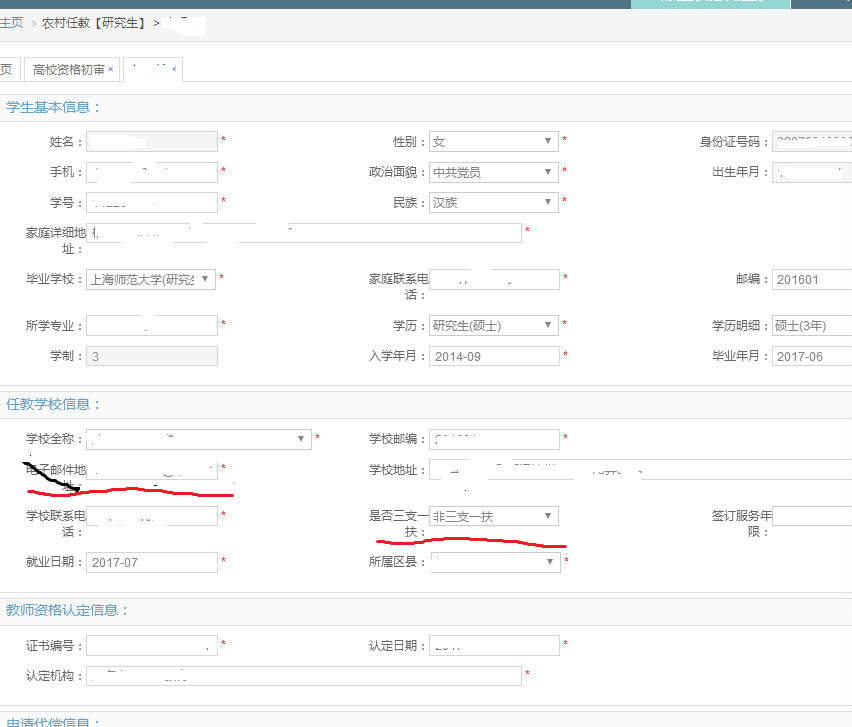 主页 > 农村任教【研究生】 >
页 高校资格初审 × ×
学生基本信息：
姓名： * 性别： 女 ▼ * 身份证号码：
手机： * 政治面貌： 中共党员 ▼ * 出生年月：
学号： * 民族： 汉族 ▼ *
家庭详细地
址： *
毕业学校： 上海师范大学(研究生 ▼ * 家庭联系电
话： * 邮编： 201601
所学专业： * 学历： 研究生(硕士) ▼ * 学历明细： 硕士(3年)
学制： 3 入学年月： 2014-09 * 毕业年月： 2017-06
任教学校信息：
学校全称： ▼ * 学校邮编： *
电子邮件地
址： * 学校地址：
学校联系电
话： * 是否三支一
扶： 非三支一扶 ▼ 签订服务年
限：
就业日期： 2017-07 * 所属区县： ▼ *
教师资格认定信息：
证书编号： * 认定日期： *
认定机构： *
申请代偿信息：